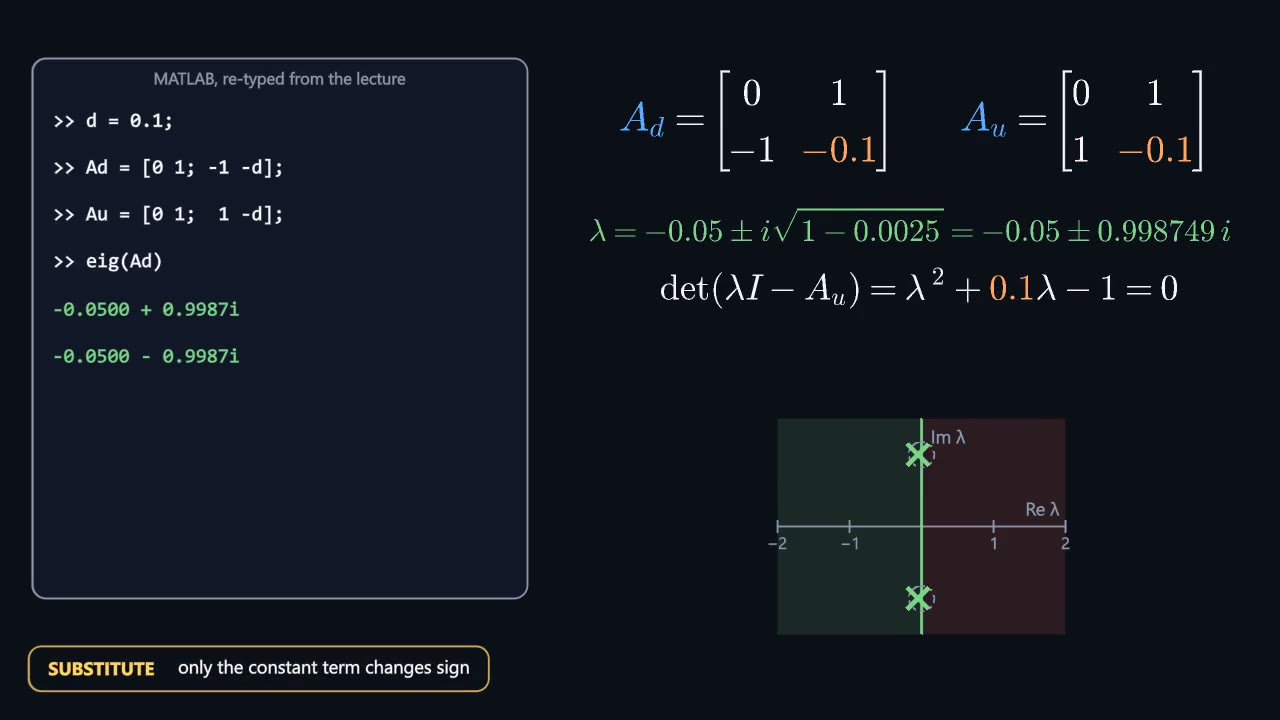 MATLAB, re-typed from the lecture
>> d = 0.1;
>> Ad = [0 1; -1 -d];
>> Au = [0 1;  1 -d];
>> eig(Ad)
-0.0500 + 0.9987i
-0.0500 - 0.9987i
A_d = [0 1; −1 −0.1]
A_u = [0 1; 1 −0.1]
λ = −0.05 ± i√(1 − 0.0025) = −0.05 ± 0.998749 i
det(λI − A_u) = λ² + 0.1λ − 1 = 0
Im λ
Re λ
−2 −1 1 2
SUBSTITUTE only the constant term changes sign